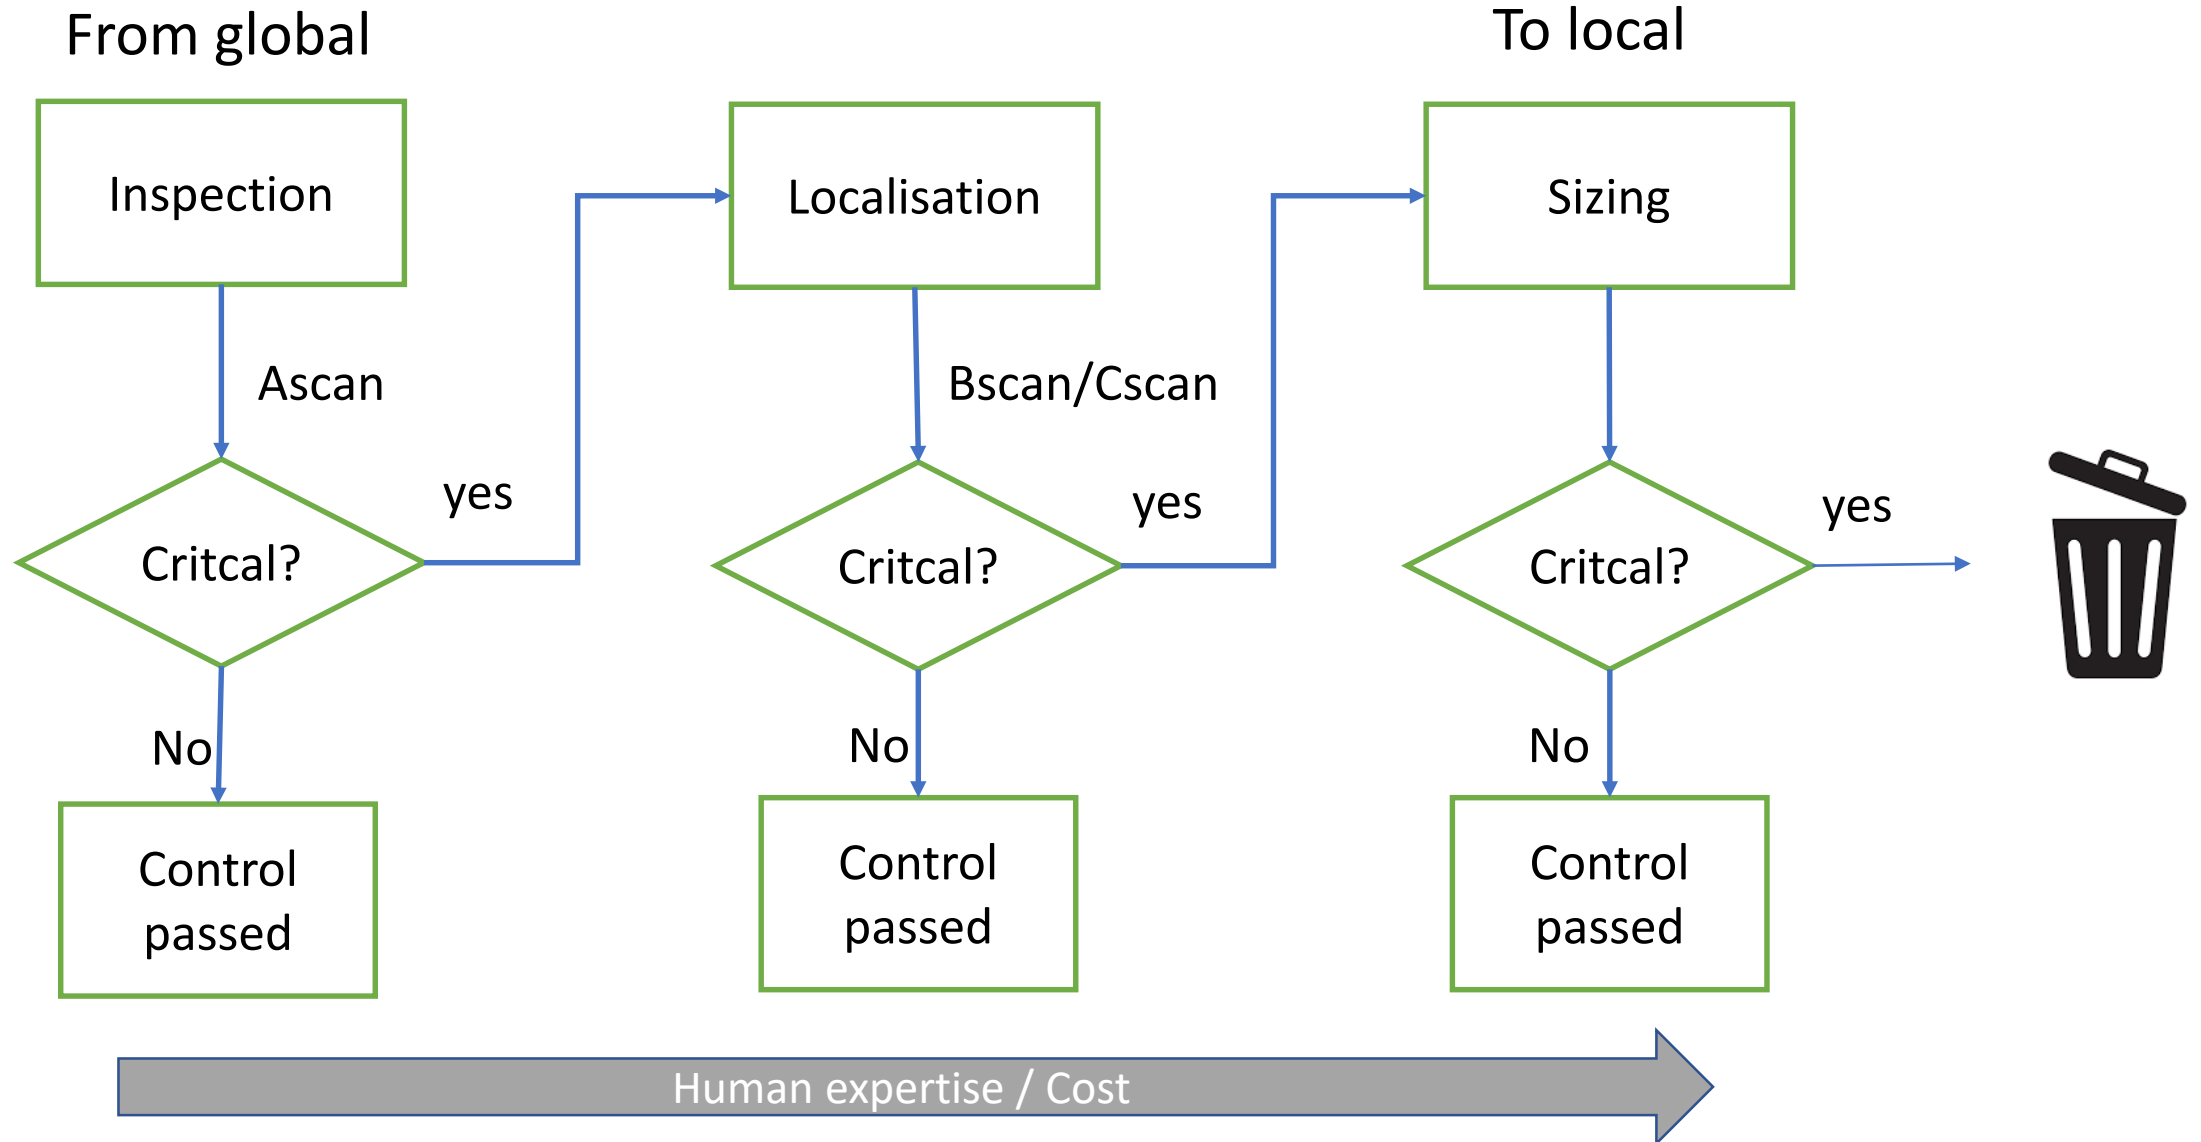 From global
To local
Inspection
Localisation
Sizing
Ascan
Bscan/Cscan
yes
yes
yes
Critcal?
Critcal?
Critcal?
No
No
No
Control
passed
Control
passed
Control
passed
Human expertise / Cost